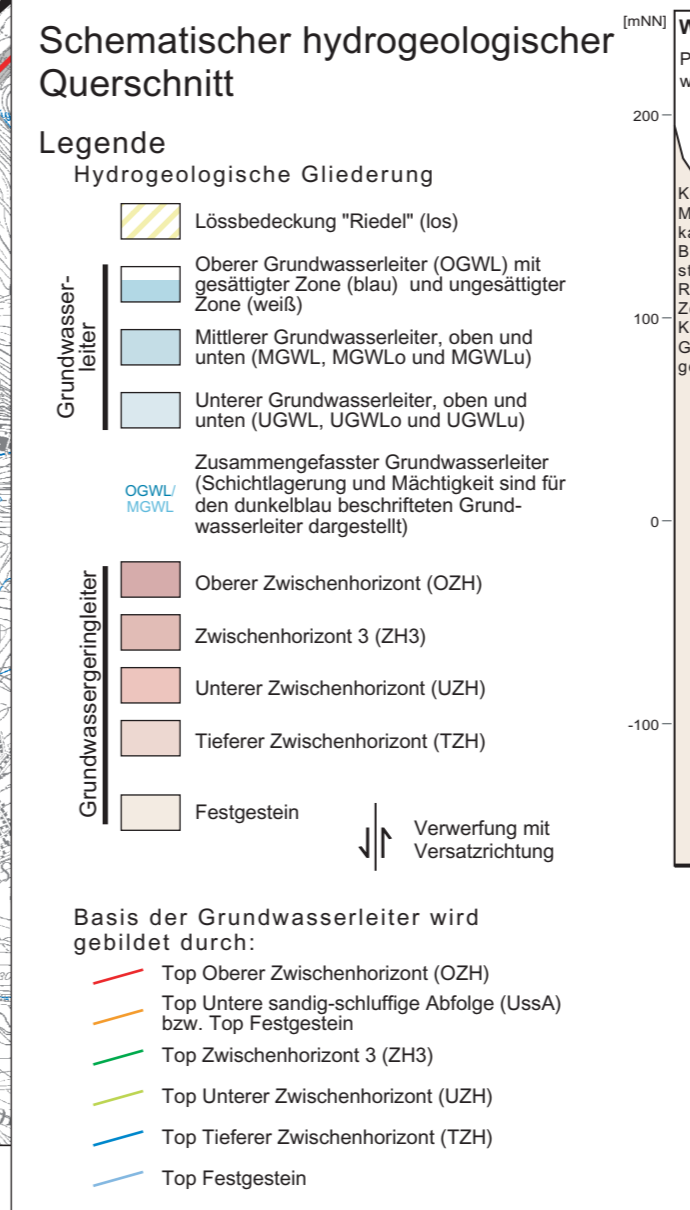 Schematischer hydrogeologischer
Querschnitt
Legende
Hydrogeologische Gliederung
Lössbedeckung "Riedel" (los)
Grundwasser-
leiter
Oberer Grundwasserleiter (OGWL) mit
gesättigter Zone (blau) und ungesättigter
Zone (weiß)
Mittlerer Grundwasserleiter, oben und
unten (MGWL, MGWLo und MGWLu)
Unterer Grundwasserleiter, oben und
unten (UGWL, UGWLo und UGWLu)
OGWL/
MGWL
Zusammengefasster Grundwasserleiter
(Schichtlagerung und Mächtigkeit sind für
den dunkelblau beschrifteten Grund-
wasserleiter dargestellt)
Grundwassergeringleiter
Oberer Zwischenhorizont (OZH)
Zwischenhorizont 3 (ZH3)
Unterer Zwischenhorizont (UZH)
Tieferer Zwischenhorizont (TZH)
Festgestein
Verwerfung mit
Versatzrichtung
Basis der Grundwasserleiter wird
gebildet durch:
Top Oberer Zwischenhorizont (OZH)
Top Untere sandig-schluffige Abfolge (UssA)
bzw. Top Festgestein
Top Zwischenhorizont 3 (ZH3)
Top Unterer Zwischenhorizont (UZH)
Top Tieferer Zwischenhorizont (TZH)
Top Festgestein
[mNN]
200
100
0
-100